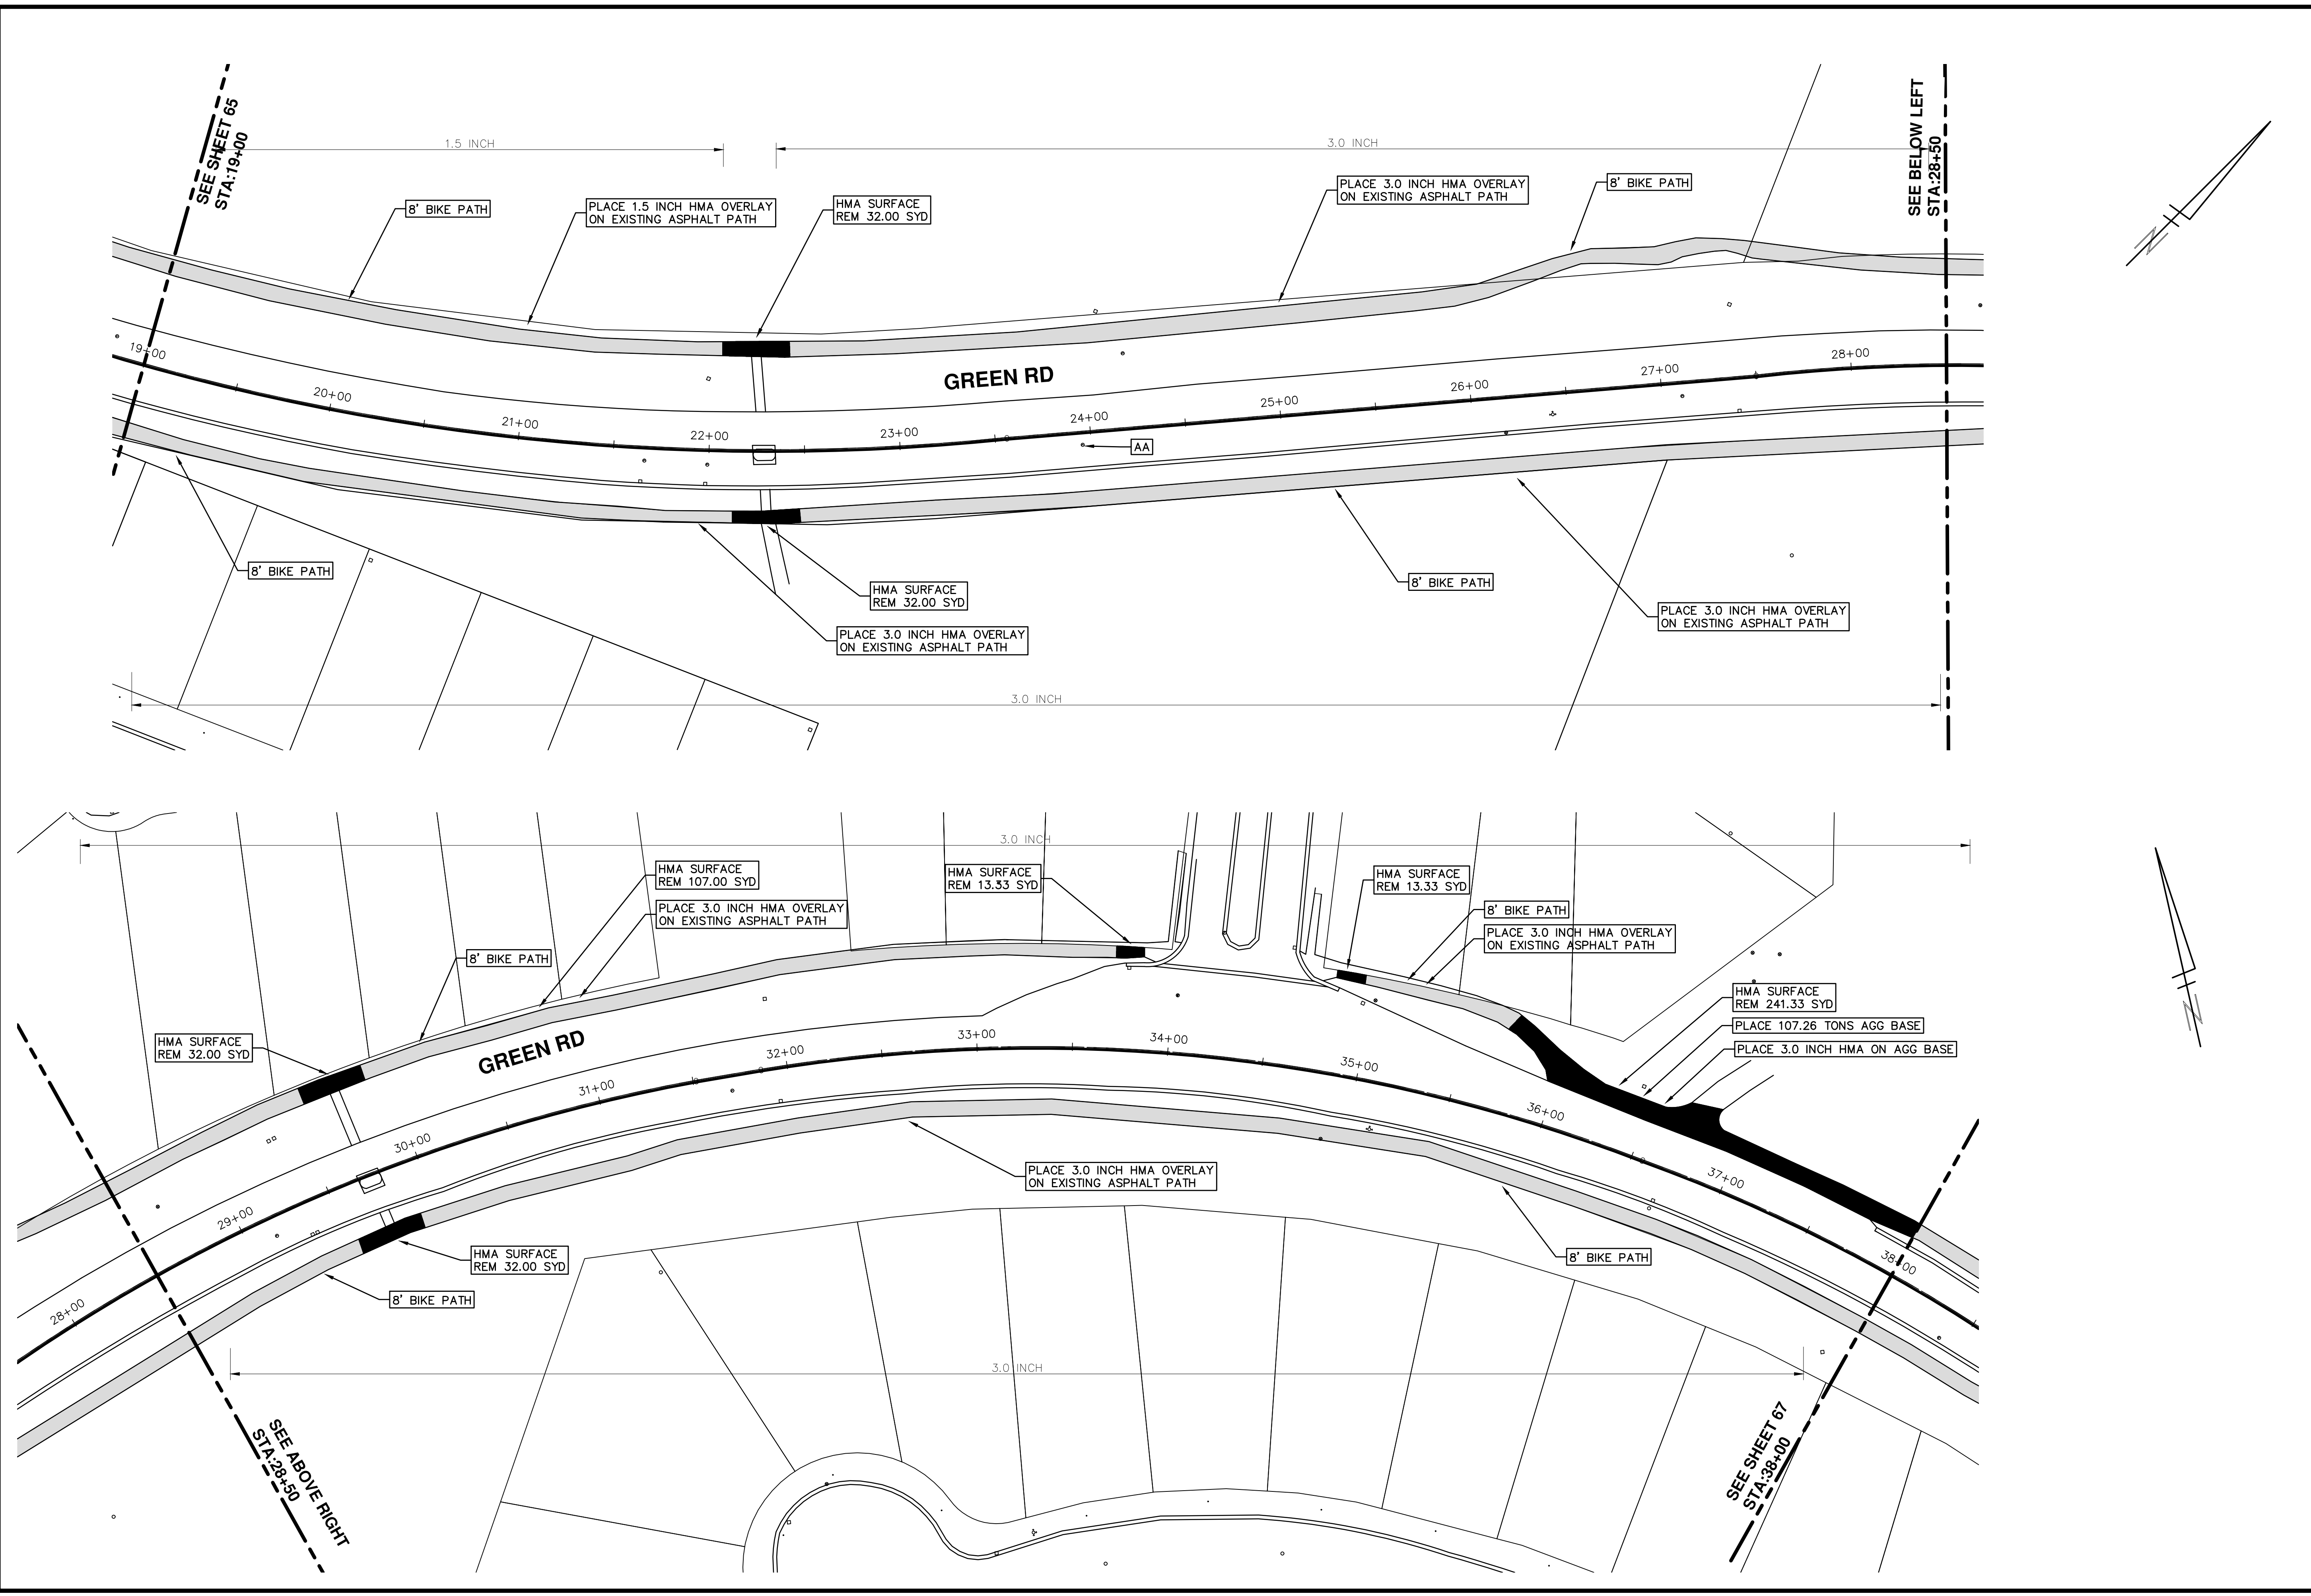 SEE SHEET 65
STA:19+00
1.5 INCH
3.0 INCH
SEE BELOW LEFT
STA:28+50
8' BIKE PATH
PLACE 1.5 INCH HMA OVERLAY
ON EXISTING ASPHALT PATH
HMA SURFACE
REM 32.00 SYD
PLACE 3.0 INCH HMA OVERLAY
ON EXISTING ASPHALT PATH
8' BIKE PATH
N
GREEN RD
19+00
20+00
21+00
22+00
23+00
24+00
25+00
26+00
27+00
28+00
AA
8' BIKE PATH
HMA SURFACE
REM 32.00 SYD
PLACE 3.0 INCH HMA OVERLAY
ON EXISTING ASPHALT PATH
8' BIKE PATH
PLACE 3.0 INCH HMA OVERLAY
ON EXISTING ASPHALT PATH
3.0 INCH
3.0 INCH
HMA SURFACE
REM 107.00 SYD
PLACE 3.0 INCH HMA OVERLAY
ON EXISTING ASPHALT PATH
HMA SURFACE
REM 13.33 SYD
HMA SURFACE
REM 13.33 SYD
8' BIKE PATH
PLACE 3.0 INCH HMA OVERLAY
ON EXISTING ASPHALT PATH
8' BIKE PATH
HMA SURFACE
REM 241.33 SYD
PLACE 107.26 TONS AGG BASE
PLACE 3.0 INCH HMA ON AGG BASE
N
HMA SURFACE
REM 32.00 SYD
GREEN RD
28+00
29+00
30+00
31+00
32+00
33+00
34+00
35+00
36+00
37+00
38+00
PLACE 3.0 INCH HMA OVERLAY
ON EXISTING ASPHALT PATH
HMA SURFACE
REM 32.00 SYD
8' BIKE PATH
8' BIKE PATH
3.0 INCH
SEE ABOVE RIGHT
STA:28+50
SEE SHEET 67
STA:38+00